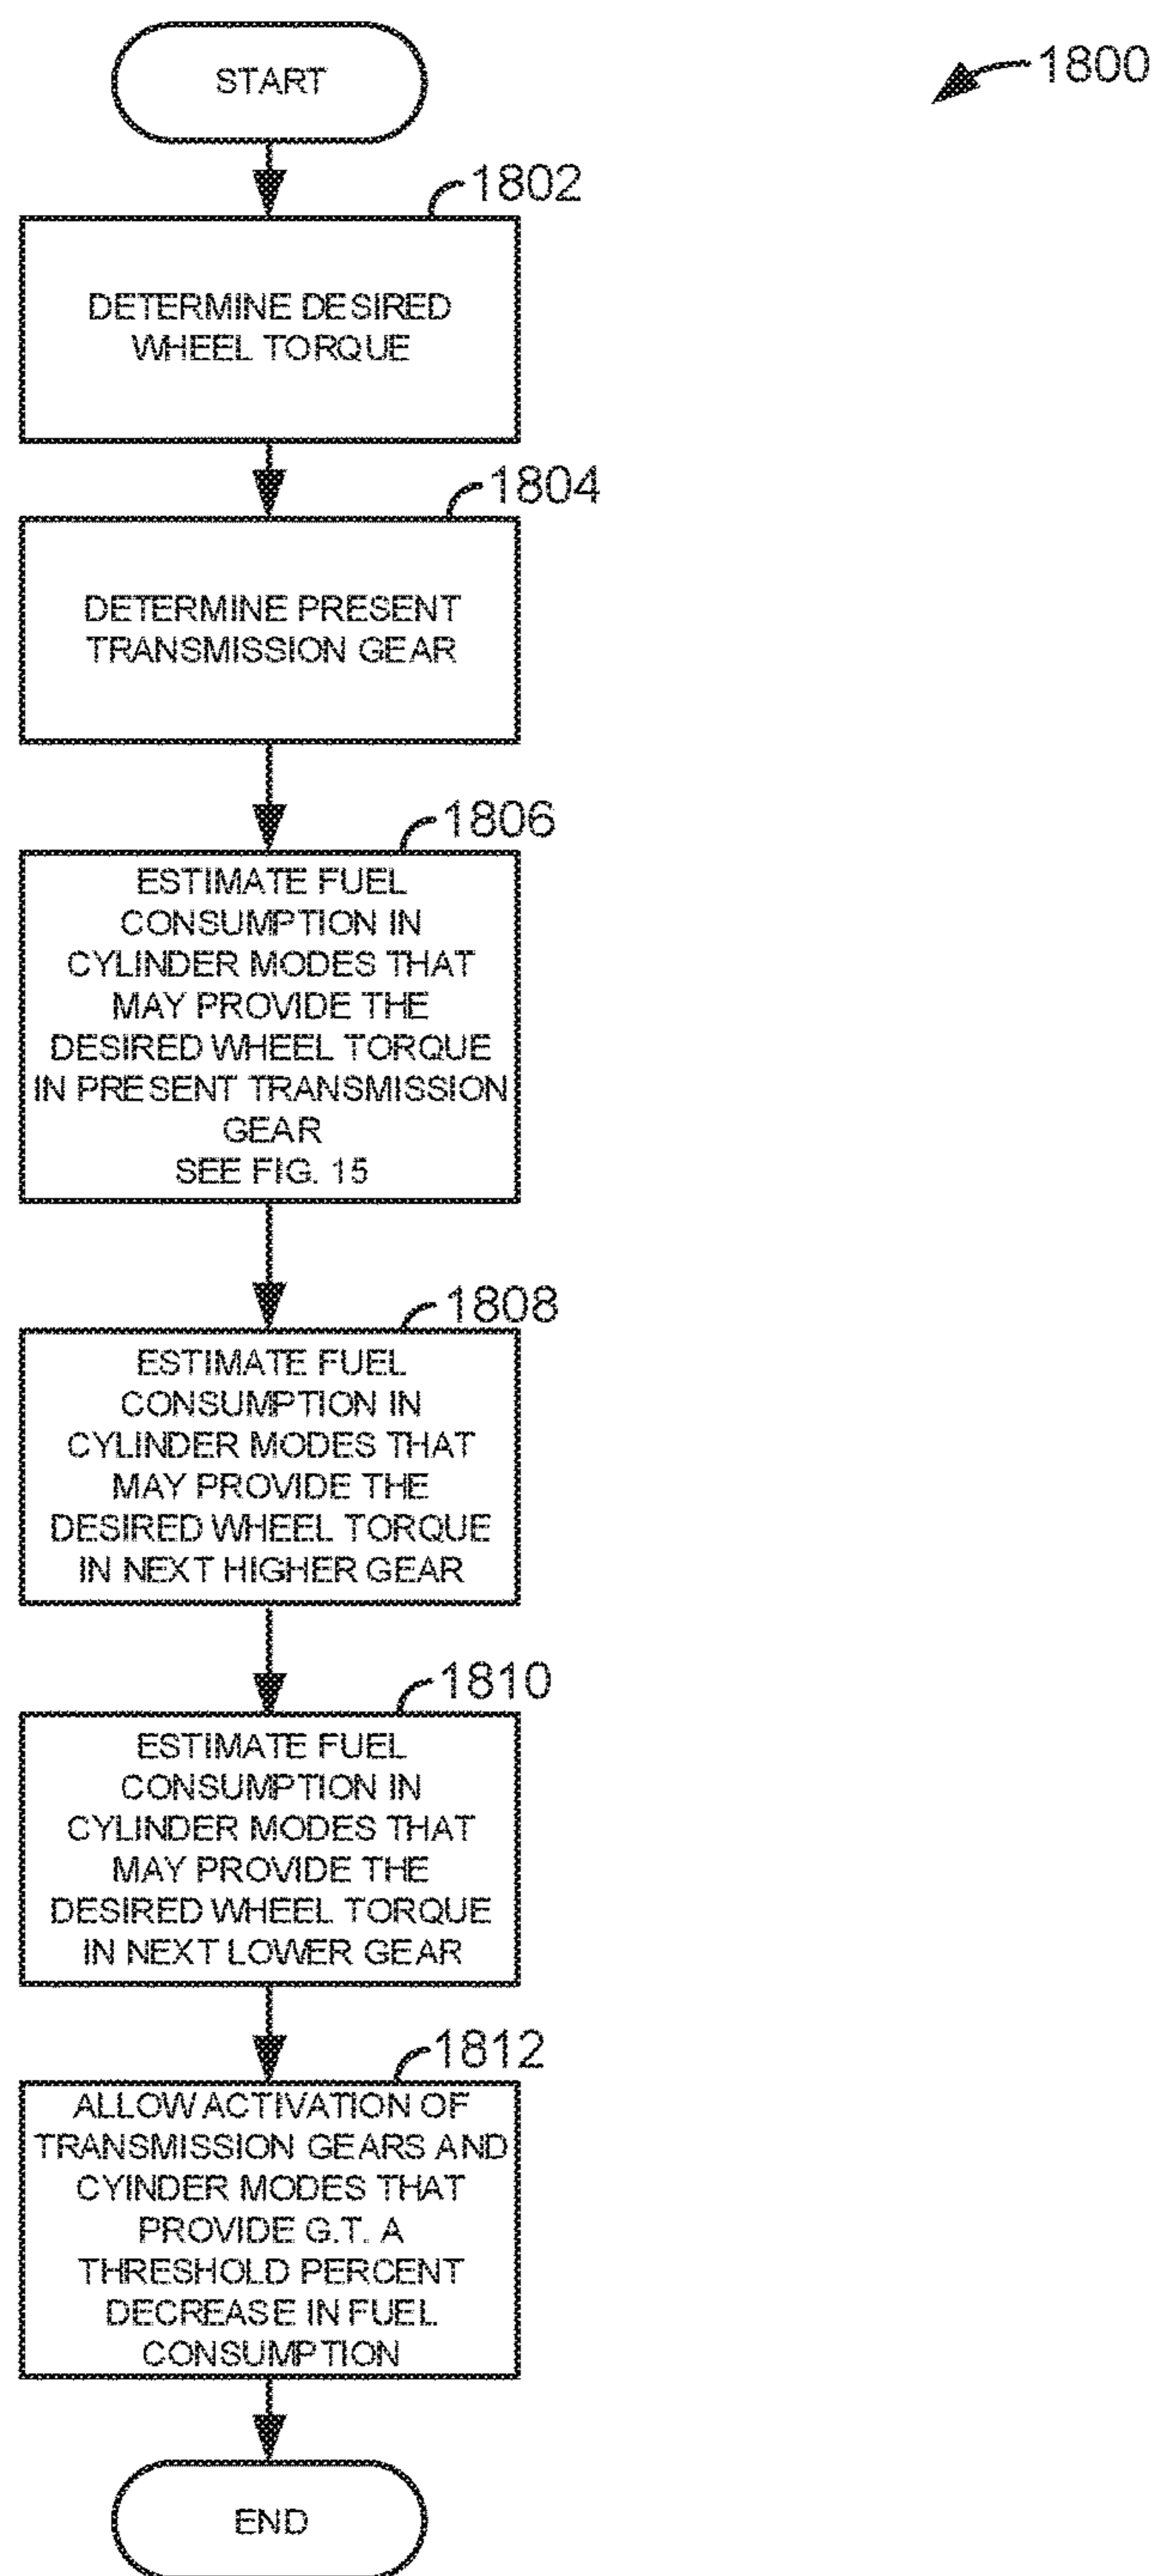 START
1800
1802
DETERMINE DESIRED
WHEEL TORQUE
1804
DETERMINE PRESENT
TRANSMISSION GEAR
1806
ESTIMATE FUEL
CONSUMPTION IN
CYLINDER MODES THAT
MAY PROVIDE THE
DESIRED WHEEL TORQUE
IN PRESENT TRANSMISSION
GEAR
SEE FIG. 15
1808
ESTIMATE FUEL
CONSUMPTION IN
CYLINDER MODES THAT
MAY PROVIDE THE
DESIRED WHEEL TORQUE
IN NEXT HIGHER GEAR
1810
ESTIMATE FUEL
CONSUMPTION IN
CYLINDER MODES THAT
MAY PROVIDE THE
DESIRED WHEEL TORQUE
IN NEXT LOWER GEAR
1812
ALLOW ACTIVATION OF
TRANSMISSION GEARS AND
CYINDER MODES THAT
PROVIDE G.T. A
THRESHOLD PERCENT
DECREASE IN FUEL
CONSUMPTION
END